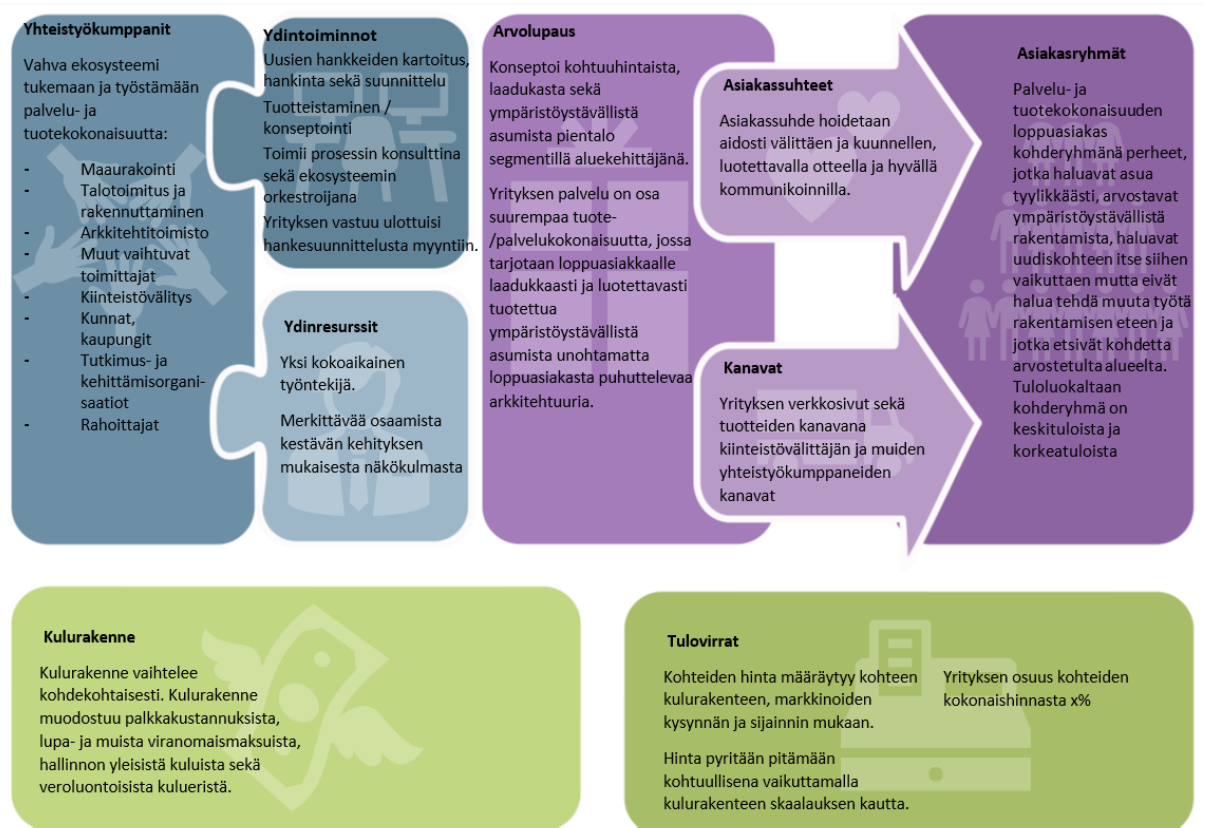 Yhteistyökumppanit
Vahva ekosysteemi
tukemaan ja työstämään
palvelu- ja
tuotekokonaisuutta:
- Maaurakointi
- Talotoimitus ja
rakennuttaminen
- Arkkitehtitoimisto
- Muut vaihtuvat
toimittajat
- Kiinteistövälitys
- Kunnat,
kaupungit
- Tutkimus- ja
kehittämisorgani-
saatiot
- Rahoittajat
Ydintoiminnot
Uusien hankkeiden kartoitus,
hankinta sekä suunnittelu
Tuotteistaminen /
konseptointi
Toimii prosessin konsulttina
sekä ekosysteemin
orkestroijana
Yrityksen vastuu ulottuisi
hankesuunnittelusta myyntiin.
Ydinresurssit
Yksi kokoaikainen
työntekijä.
Merkittävää osaamista
kestävän kehityksen
mukaisesta näkökulmasta
Arvolupaus
Konseptoi kohtuuhintaista,
laadukasta sekä
ympäristöystävällistä
asumista pientalo
segmentillä aluekehittäjänä.
Yrityksen palvelu on osa
suurempaa tuote-
/palvelukokonaisuutta, jossa
tarjotaan loppuasiakkaalle
laadukkaasti ja luotettavasti
tuotettua
ympäristöystävällistä
asumista unohtamatta
loppuasiakasta puhuttelevaa
arkkitehtuuria.
Asiakassuhteet
Asiakassuhde hoidetaan
aidosti välittäen ja kuunnellen,
luotettavalla otteella ja hyvällä
kommunikoinnilla.
Kanavat
Yrityksen verkkosivut sekä
tuotteiden kanavana
kiinteistövälittäjän ja muiden
yhteistyökumppaneiden
kanavat
Asiakasryhmät
Palvelu- ja
tuotekokonaisuuden
loppuasiakas
kohderyhmänä perheet,
jotka haluavat asua
tyylikkäästi, arvostavat
ympäristöystävällistä
rakentamista, haluavat
uudiskohteen itse siihen
vaikuttaen mutta eivät
halua tehdä muuta työtä
rakentamisen eteen ja
jotka etsivät kohdetta
arvostetulta alueelta.
Tuloluokaltaan
kohderyhmä on
keskituloista ja
korkeatuloista
Kulurakenne
Kulurakenne vaihtelee
kohdekohtaisesti. Kulurakenne
muodostuu palkkakustannuksista,
lupa- ja muista viranomaismaksuista,
hallinnon yleisistä kuluista sekä
veroluontoisista kulueristä.
Tulovirrat
Kohteiden hinta määräytyy kohteen
kulurakenteen, markkinoiden
kysynnän ja sijainnin mukaan.
Hinta pyritään pitämään
kohtuullisena vaikuttamalla
kulurakenteen skaalauksen kautta.
Yrityksen osuus kohteiden
kokonaishinnasta x%